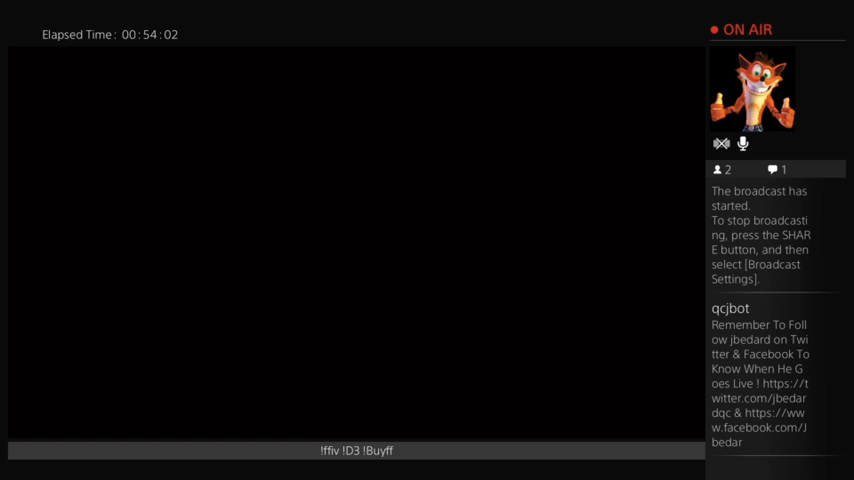 Elapsed Time: 00:54:02
ON AIR
2 1
The broadcast has
started.
To stop broadcasti
ng, press the SHAR
E button, and then
select [Broadcast
Settings].
qcjbot
Remember To Foll
ow jbedard on Twi
tter & Facebook To
Know When He G
oes Live ! https://t
witter.com/jbedar
dqc & https://ww
w.facebook.com/J
bedar
!ffiv !D3 !Buyff